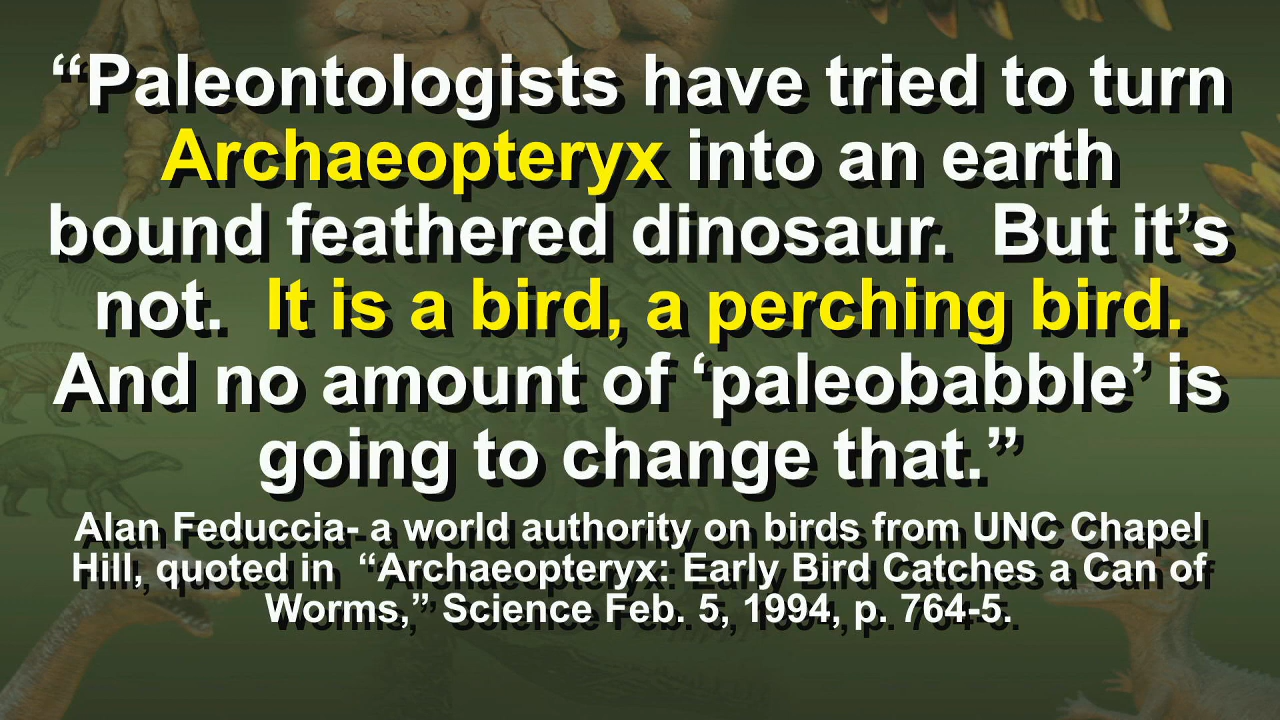 “Paleontologists have tried to turn
Archaeopteryx into an earth
bound feathered dinosaur.  But it’s
not.  It is a bird, a perching bird.
And no amount of ‘paleobabble’ is
going to change that.”
Alan Feduccia- a world authority on birds from UNC Chapel
Hill, quoted in  “Archaeopteryx: Early Bird Catches a Can of
Worms,” Science Feb. 5, 1994, p. 764-5.